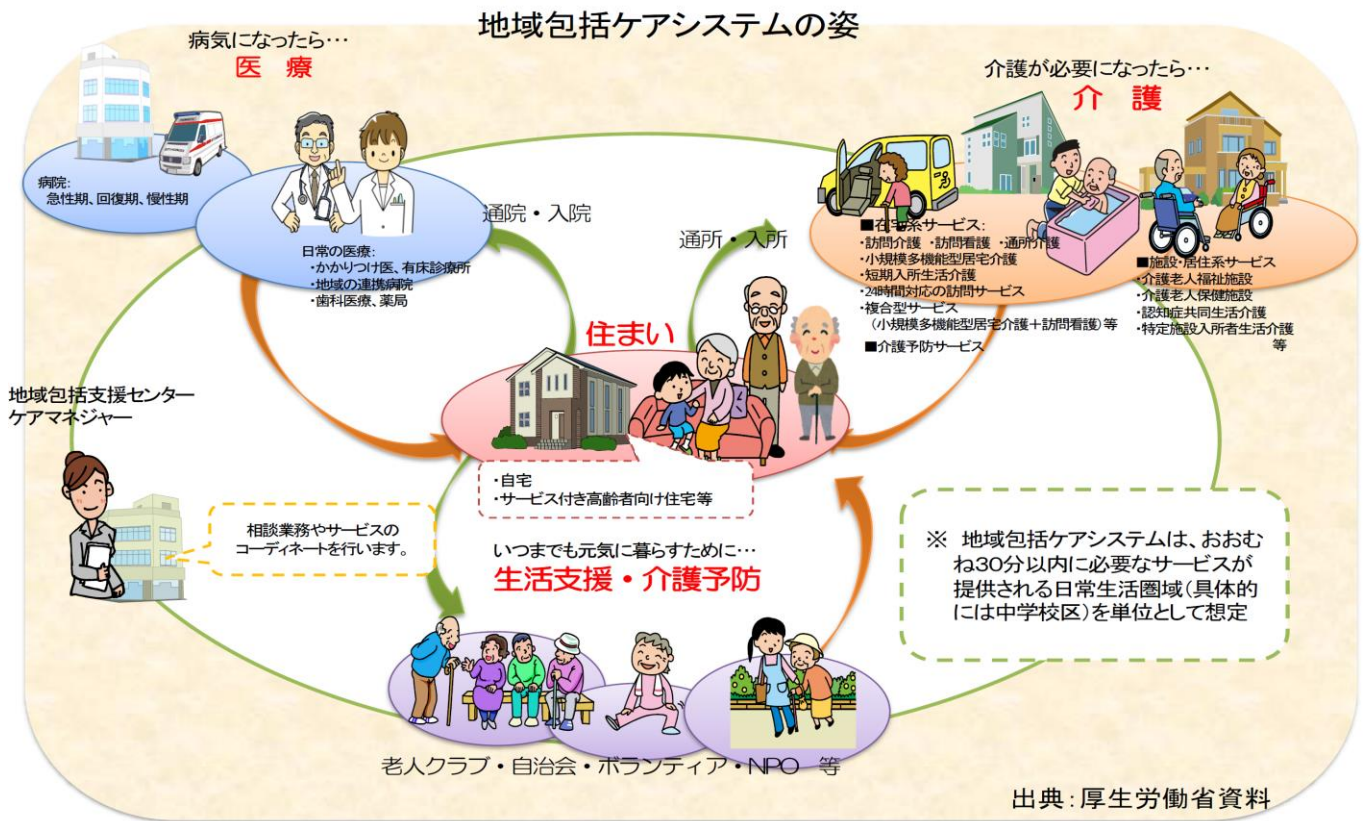 地域包括ケアシステムの姿
病気になったら…
医 療
病院:
急性期、回復期、慢性期
日常の医療:
・かかりつけ医、有床診療所
・地域の連携病院
・歯科医療、薬局
通院・入院
通所・入所
介護が必要になったら…
介 護
■在宅系サービス:
・訪問介護 ・訪問看護 ・通所介護
・小規模多機能型居宅介護
・短期入所生活介護
・24時間対応の訪問サービス
・複合型サービス
(小規模多機能型居宅介護+訪問看護)等
■介護予防サービス
■施設・居住系サービス
・介護老人福祉施設
・介護老人保健施設
・認知症共同生活介護
・特定施設入所者生活介護
等
住まい
・自宅
・サービス付き高齢者向け住宅等
地域包括支援センター
ケアマネジャー
相談業務やサービスの
コーディネートを行います。
いつまでも元気に暮らすために…
生活支援・介護予防
老人クラブ・自治会・ボランティア・NPO 等
※ 地域包括ケアシステムは、おおむ
ね30分以内に必要なサービスが
提供される日常生活圏域(具体的
には中学校区)を単位として想定
出典:厚生労働省資料